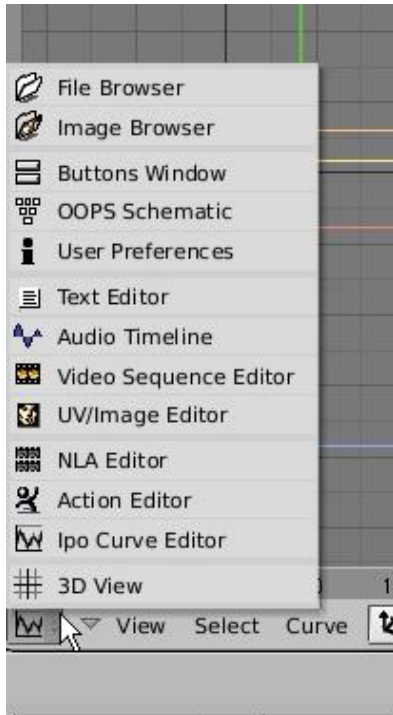 File Browser
Image Browser
Buttons Window
OOPS Schematic
User Preferences
Text Editor
Audio Timeline
Video Sequence Editor
UV/Image Editor
NLA Editor
Action Editor
Ipo Curve Editor
3D View
View Select Curve